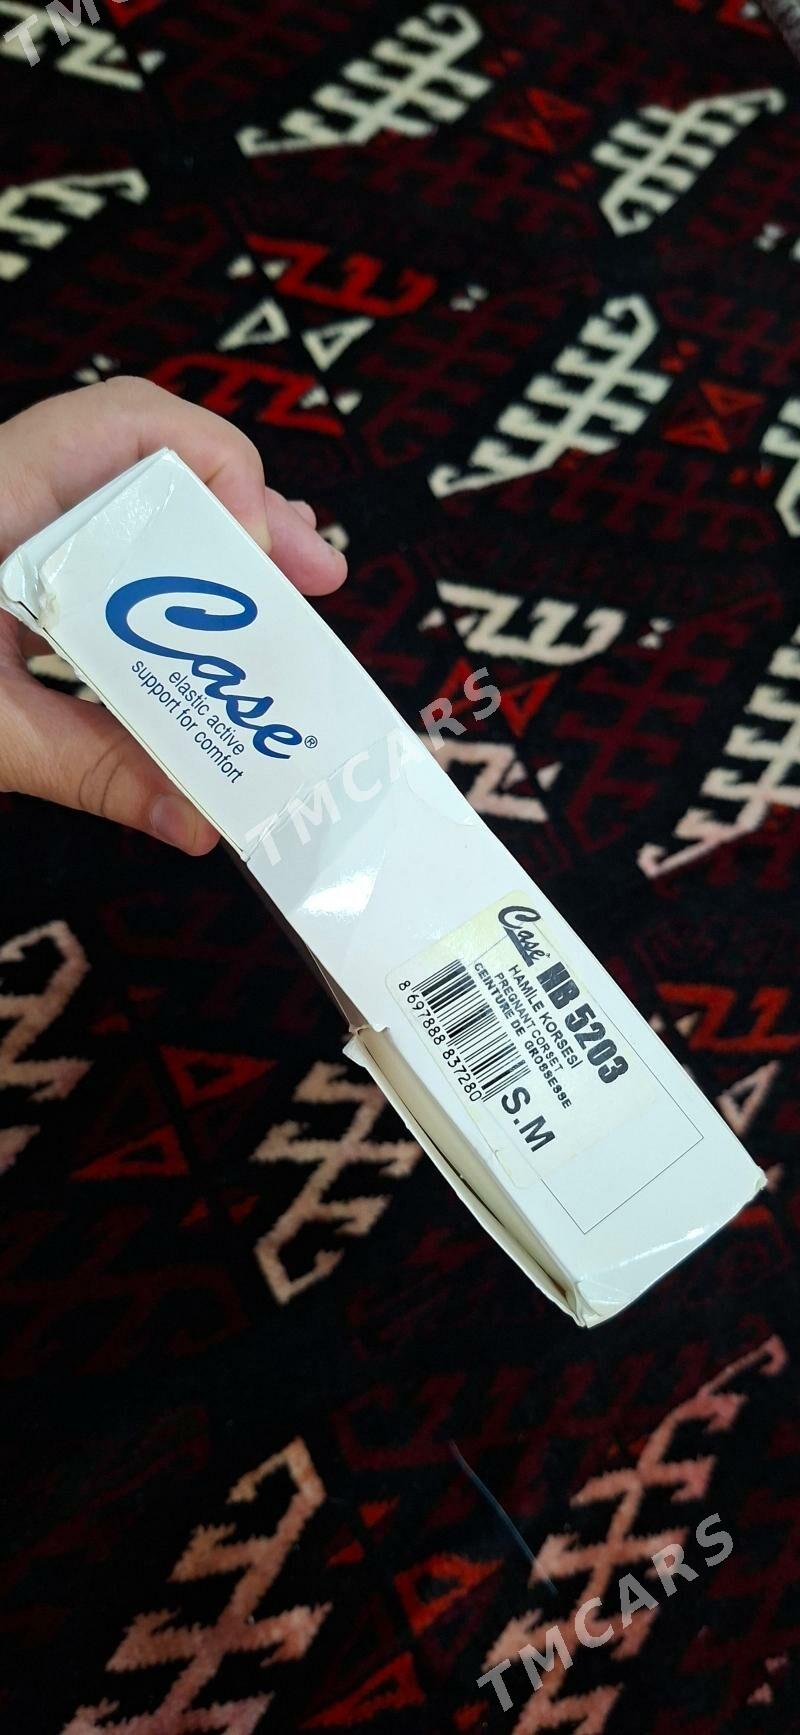 TMCARS
Case®
elastic active
support for comfort
TMCARS
Case
HB 5203
HAMİLE KORSESİ
PREGNANT CORSET
CEINTURE DE GROSSESSE
8 697888 837280
S.M
TMCARS